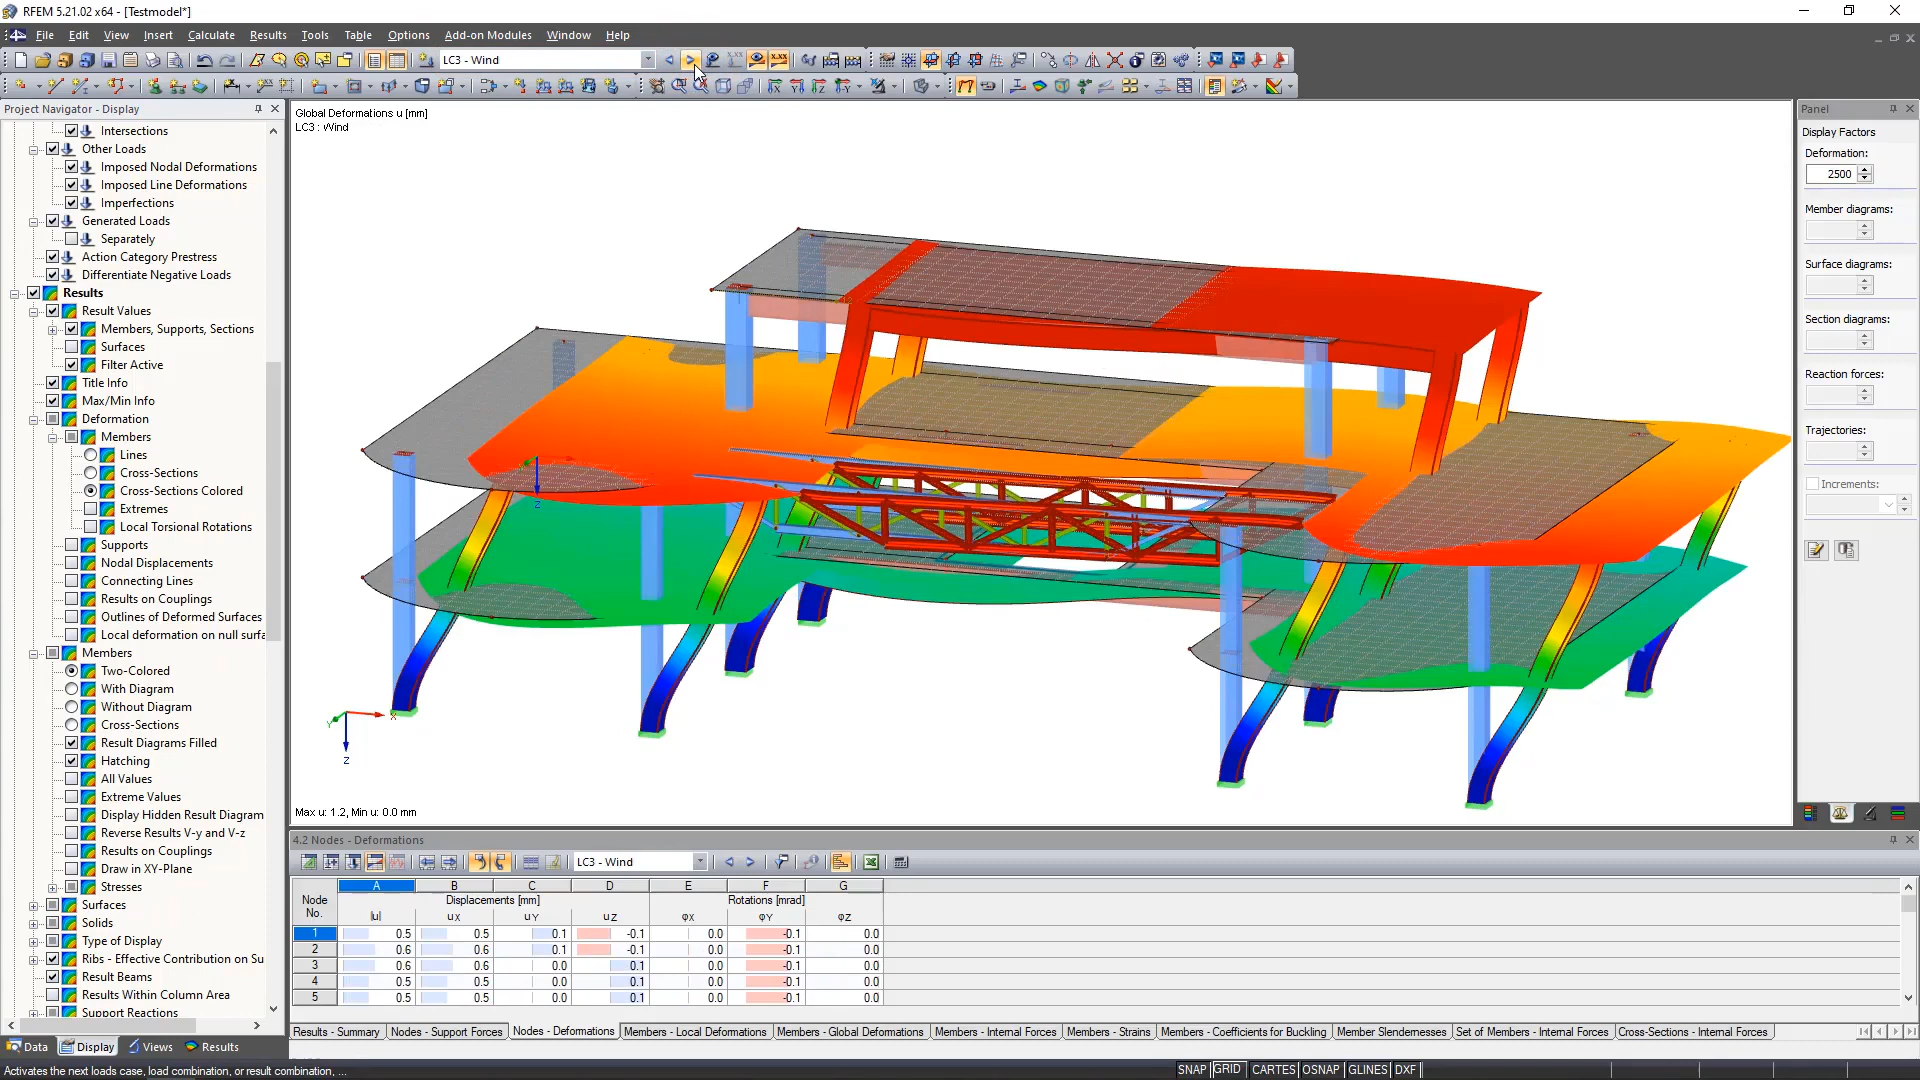 RFEM 5.21.02 x64 - [Testmodel*]
File Edit View Insert Calculate Results Tools Table Options Add-on Modules Window Help
LC3 - Wind
Project Navigator - Display
Intersections
Other Loads
Imposed Nodal Deformations
Imposed Line Deformations
Imperfections
Generated Loads
Separately
Action Category Prestress
Differentiate Negative Loads
Results
Result Values
Members, Supports, Sections
Surfaces
Filter Active
Title Info
Max/Min Info
Deformation
Members
Lines
Cross-Sections
Cross-Sections Colored
Extremes
Local Torsional Rotations
Supports
Nodal Displacements
Connecting Lines
Results on Couplings
Outlines of Deformed Surfaces
Local deformation on null surfa
Members
Two-Colored
With Diagram
Without Diagram
Cross-Sections
Result Diagrams Filled
Hatching
All Values
Extreme Values
Display Hidden Result Diagram
Reverse Results V-y and V-z
Results on Couplings
Draw in XY-Plane
Stresses
Surfaces
Solids
Type of Display
Ribs - Effective Contribution on Su
Result Beams
Results Within Column Area
Support Reactions
Data Display Views Results
Global Deformations u [mm]
LC3 : Wind
Z
X
Y
Z
Max u: 1.2, Min u: 0.0 mm
Panel
Display Factors
Deformation:
2500
Member diagrams:
Surface diagrams:
Section diagrams:
Reaction forces:
Trajectories:
Increments:
4.2 Nodes - Deformations
LC3 - Wind
A B C D E F G
Node No. Displacements [mm] Rotations [mrad]
|u| uX uY uZ φX φY φZ
1 0.5 0.5 0.1 -0.1 0.0 -0.1 0.0
2 0.6 0.6 0.1 -0.1 0.0 -0.1 0.0
3 0.6 0.6 0.0 0.1 0.0 -0.1 0.0
4 0.5 0.5 0.0 0.1 0.0 -0.1 0.0
5 0.5 0.5 0.0 0.1 0.0 -0.1 0.0
Results - Summary Nodes - Support Forces Nodes - Deformations Members - Local Deformations Members - Global Deformations Members - Internal Forces Members - Strains Members - Coefficients for Buckling Member Slendernesses Set of Members - Internal Forces Cross-Sections - Internal Forces
Activates the next loads case, load combination, or result combination, ...
SNAP GRID CARTES OSNAP GLINES DXF